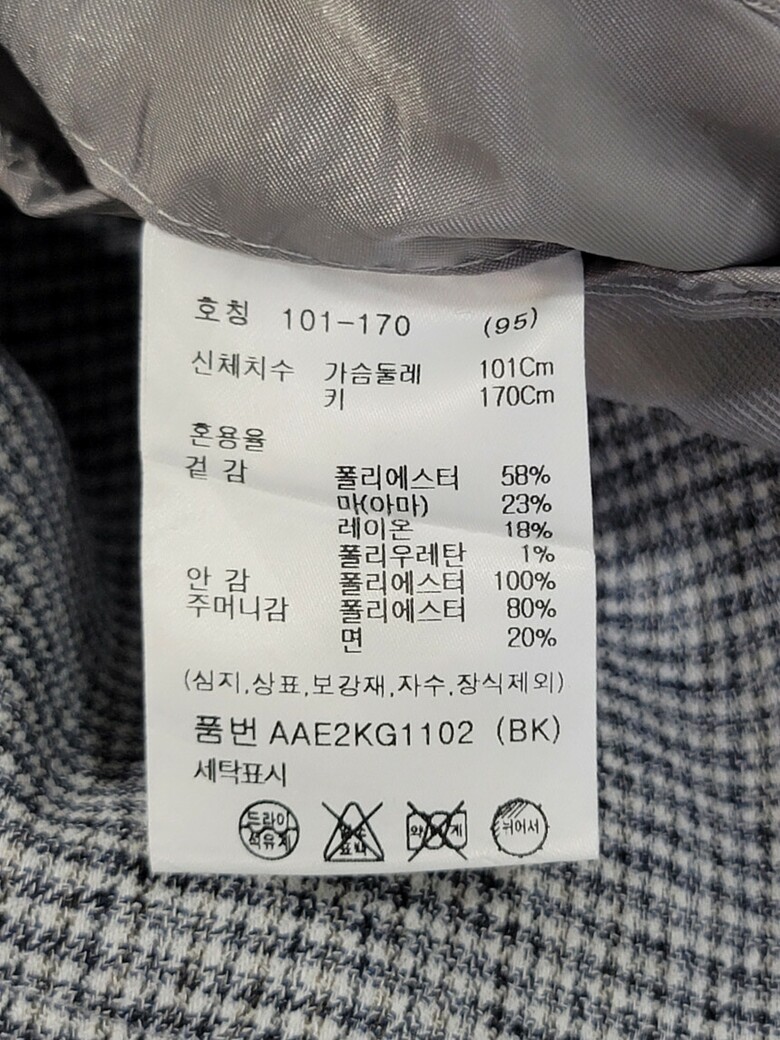 호칭 101-170 (95)
신체치수 가슴둘레 101Cm
키 170Cm
혼용율
겉 감 폴리에스터 58%
마(아마) 23%
레이온 18%
폴리우레탄 1%
안 감 폴리에스터 100%
주머니감 폴리에스터 80%
면 20%
(심지,상표,보강재,자수,장식제외)
품번 AAE2KG1102 (BK)
세탁표시
드라이
석유계
표백
뉘어서